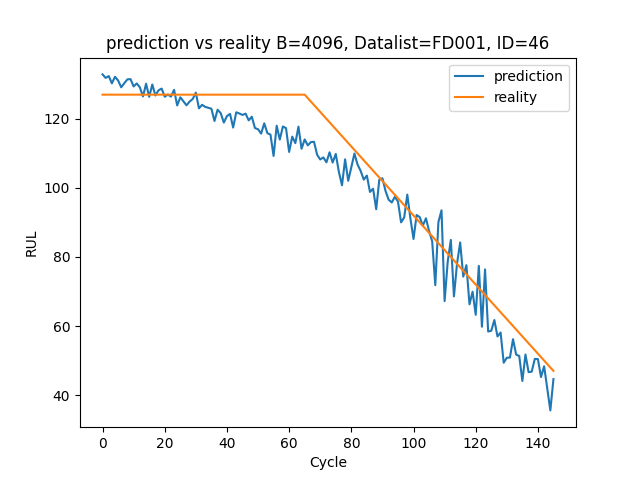 prediction vs reality B=4096, Datalist=FD001, ID=46
prediction
reality
RUL
120
100
80
60
40
0 20 40 60 80 100 120 140
Cycle